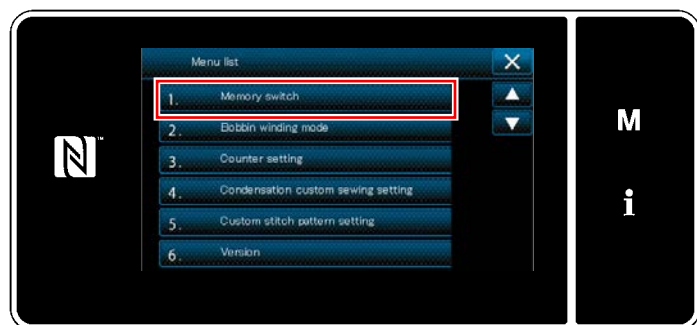 Menu list
1. Memory switch
2. Bobbin winding mode
3. Counter setting
4. Condensation custom sewing setting
5. Custom stitch pattern setting
6. Version
M
i